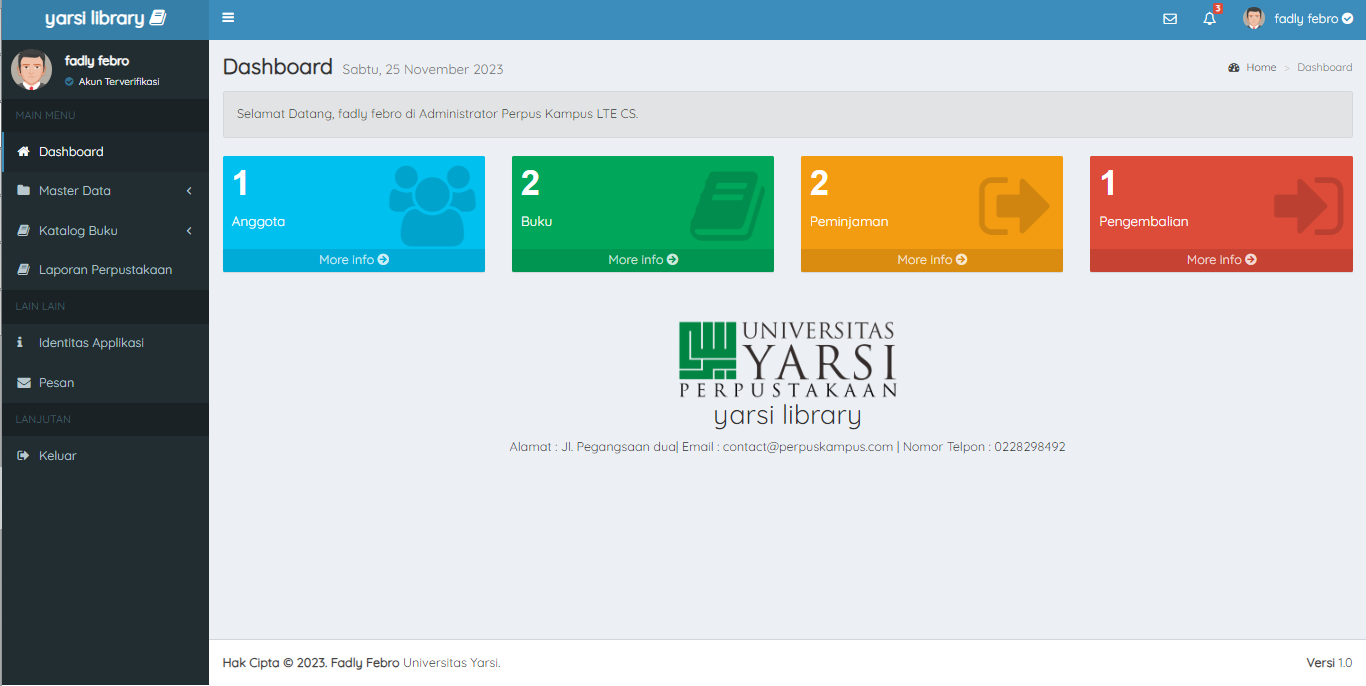 yarsi library
3
fadly febro
fadly febro
Akun Terverifikasi
MAIN MENU
Dashboard
Master Data
Katalog Buku
Laporan Perpustakaan
LAIN LAIN
Identitas Applikasi
Pesan
LANJUTAN
Keluar
Dashboard Sabtu, 25 November 2023
Home > Dashboard
Selamat Datang, fadly febro di Administrator Perpus Kampus LTE CS.
1
Anggota
More info
2
Buku
More info
2
Peminjaman
More info
1
Pengembalian
More info
UNIVERSITAS
YARSI
PERPUSTAKAAN
yarsi library
Alamat : Jl. Pegangsaan dua| Email : contact@perpuskampus.com | Nomor Telpon : 0228298492
Hak Cipta © 2023. Fadly Febro Universitas Yarsi.
Versi 1.0